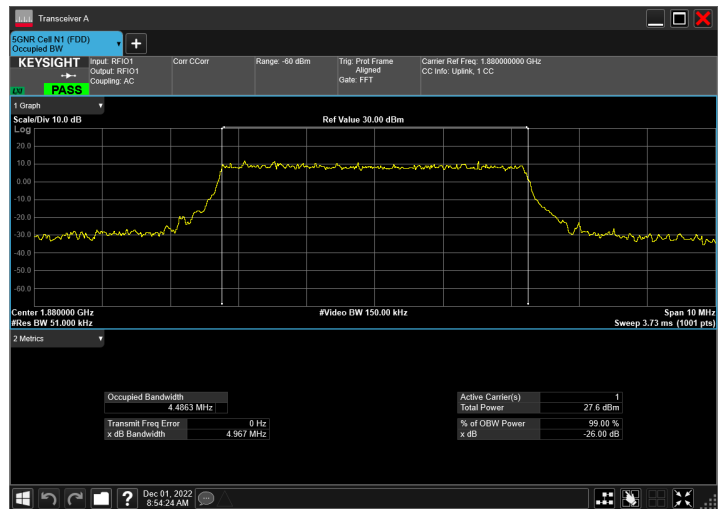 Transceiver A
5GNR Cell N1 (FDD)
Occupied BW
KEYSIGHT
PASS
Input: RFIO1
Output: RFIO1
Coupling: AC
Corr CCorr
Range: -60 dBm
Trig: Prot Frame
Aligned
Gate: FFT
Carrier Ref Freq: 1.880000000 GHz
CC Info: Uplink, 1 CC
1 Graph
Scale/Div 10.0 dB
Ref Value 30.00 dBm
Log
20.0
10.0
0.00
-10.0
-20.0
-30.0
-40.0
-50.0
-60.0
Center 1.880000 GHz
#Video BW 150.00 kHz
Span 10 MHz
#Res BW 51.000 kHz
Sweep 3.73 ms (1001 pts)
2 Metrics
Occupied Bandwidth
4.4863 MHz
Transmit Freq Error 0 Hz
x dB Bandwidth 4.967 MHz
Active Carrier(s) 1
Total Power 27.6 dBm
% of OBW Power 99.00 %
x dB -26.00 dB
Dec 01, 2022
8:54:24 AM